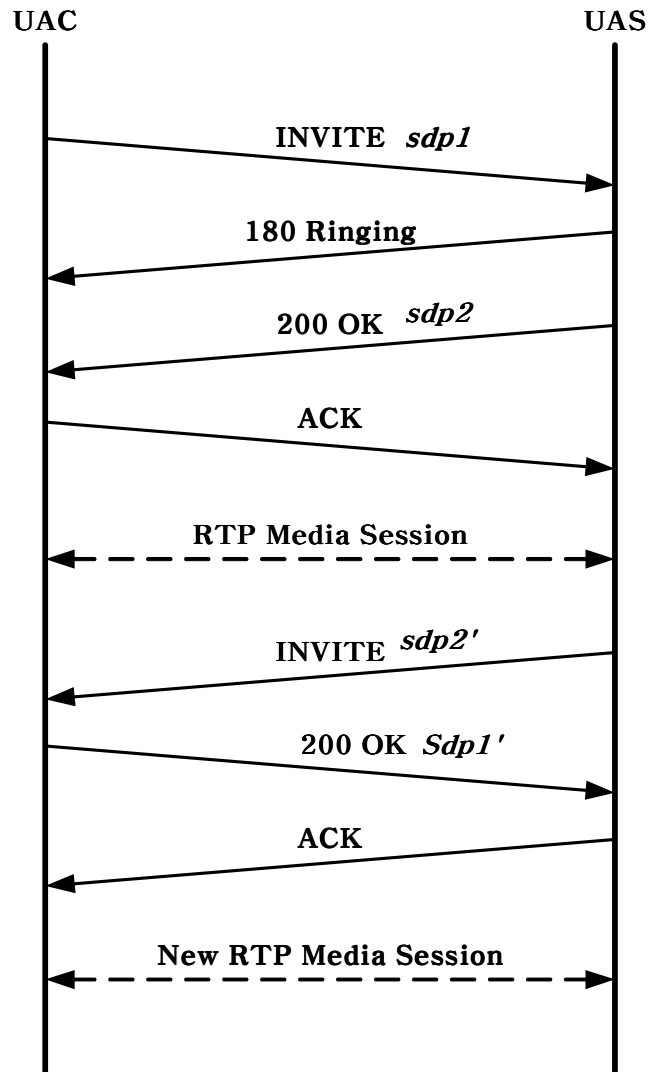 UAC UAS
INVITE sdp1
180 Ringing
200 OK sdp2
ACK
RTP Media Session
INVITE sdp2'
200 OK Sdp1'
ACK
New RTP Media Session